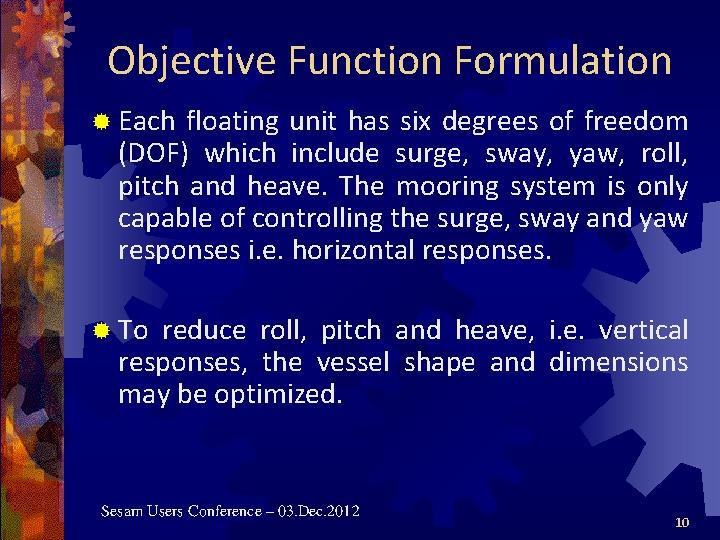 Objective Function Formulation
Each floating unit has six degrees of freedom
(DOF) which include surge, sway, yaw, roll,
pitch and heave. The mooring system is only
capable of controlling the surge, sway and yaw
responses i.e. horizontal responses.
To reduce roll, pitch and heave, i.e. vertical
responses, the vessel shape and dimensions
may be optimized.
Sesam Users Conference – 03.Dec.2012
10